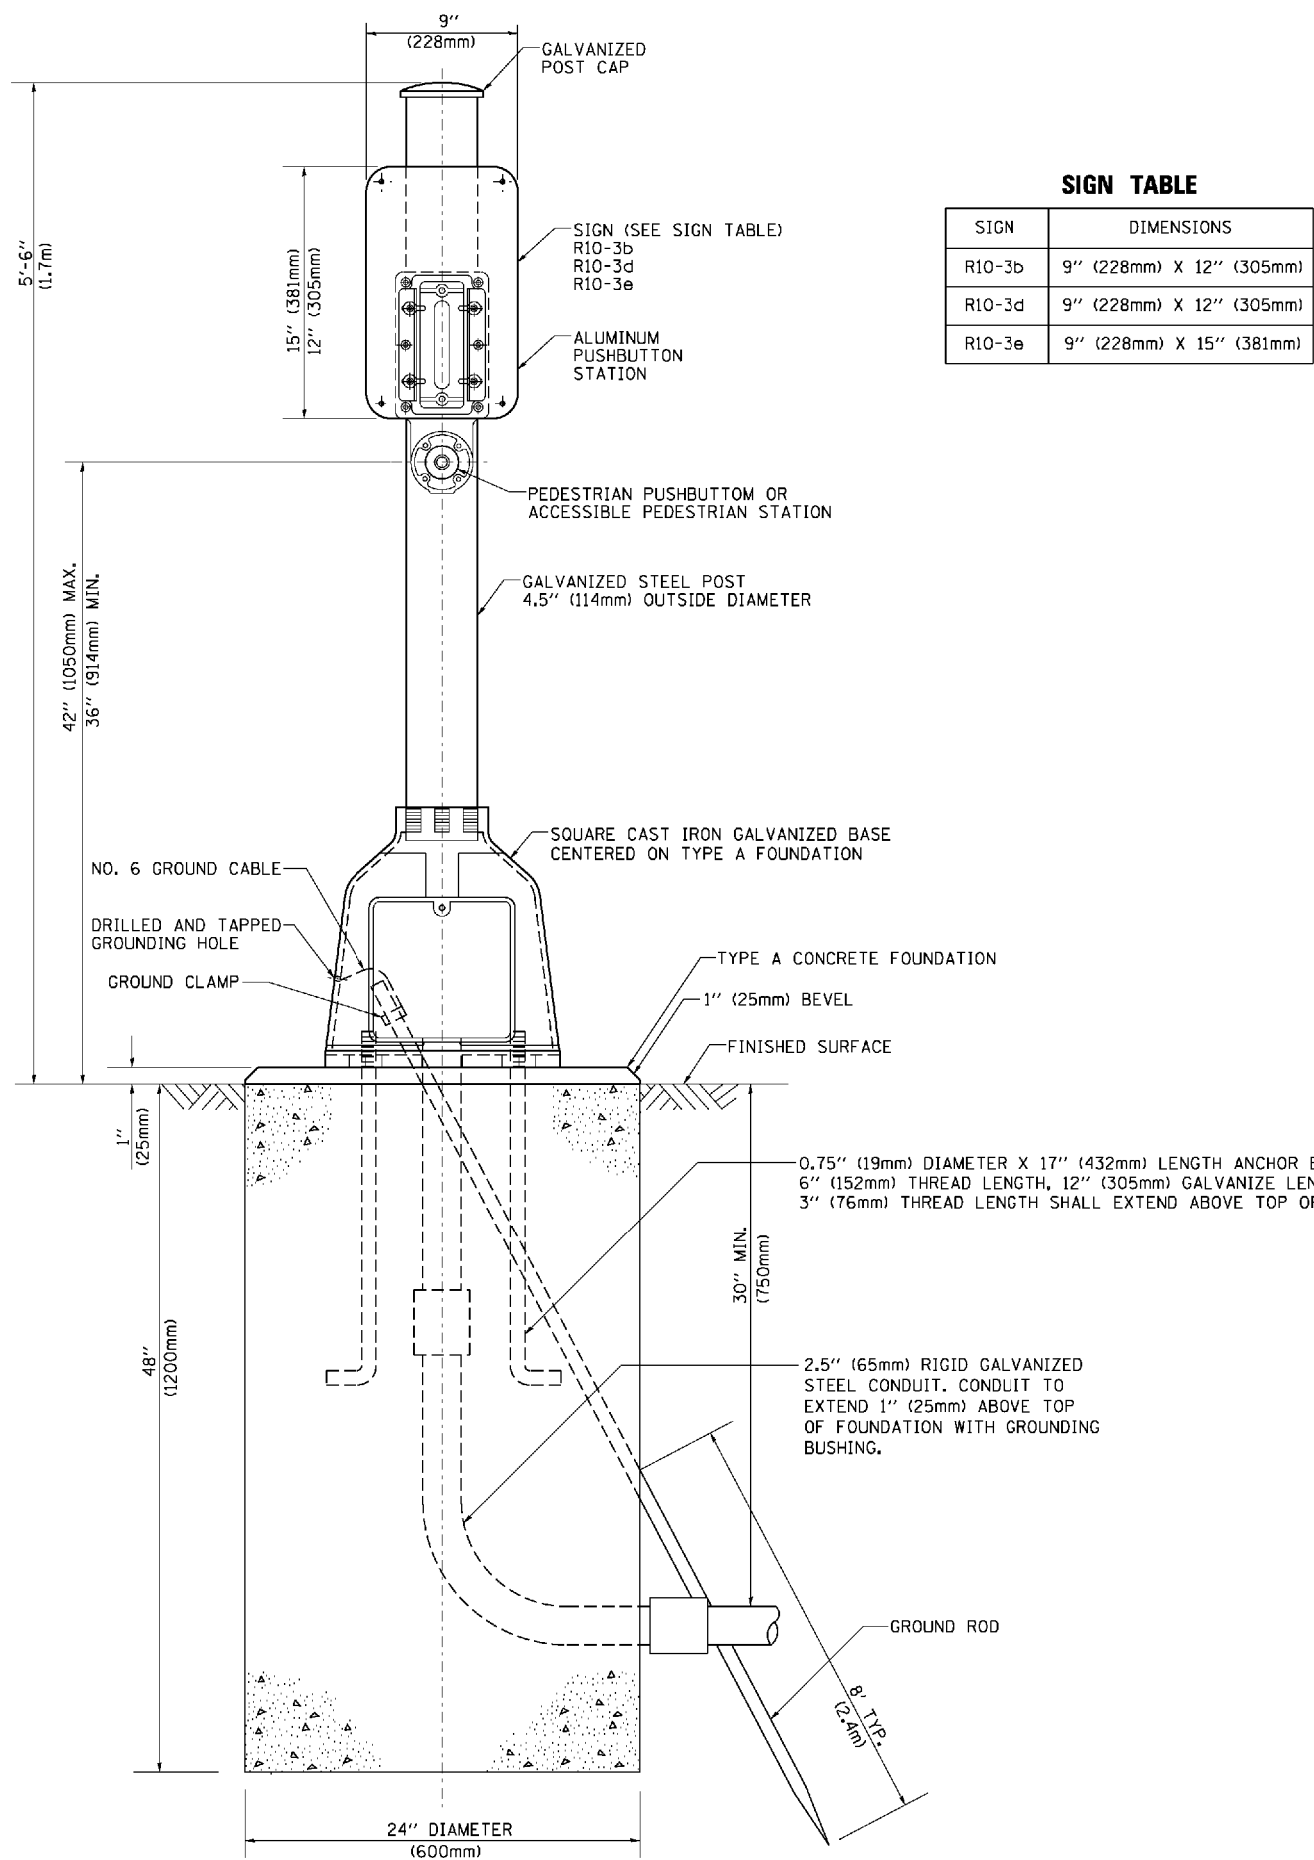 9''
(228mm)
GALVANIZED
POST CAP
5'-6''
(1.7m)
15'' (381mm)
12'' (305mm)
SIGN (SEE SIGN TABLE)
R10-3b
R10-3d
R10-3e
ALUMINUM
PUSHBUTTON
STATION
SIGN TABLE
SIGN DIMENSIONS
R10-3b 9'' (228mm) X 12'' (305mm)
R10-3d 9'' (228mm) X 12'' (305mm)
R10-3e 9'' (228mm) X 15'' (381mm)
PEDESTRIAN PUSHBUTTOM OR
ACCESSIBLE PEDESTRIAN STATION
42'' (1050mm) MAX.
36'' (914mm) MIN.
GALVANIZED STEEL POST
4.5'' (114mm) OUTSIDE DIAMETER
SQUARE CAST IRON GALVANIZED BASE
CENTERED ON TYPE A FOUNDATION
NO. 6 GROUND CABLE
DRILLED AND TAPPED
GROUNDING HOLE
GROUND CLAMP
TYPE A CONCRETE FOUNDATION
1'' (25mm) BEVEL
FINISHED SURFACE
1''
(25mm)
0.75'' (19mm) DIAMETER X 17'' (432mm) LENGTH ANCHOR
6'' (152mm) THREAD LENGTH, 12'' (305mm) GALVANIZE
3'' (76mm) THREAD LENGTH SHALL EXTEND ABOVE TOP
30'' MIN.
(750mm)
48''
(1200mm)
2.5'' (65mm) RIGID GALVANIZED
STEEL CONDUIT. CONDUIT TO
EXTEND 1'' (25mm) ABOVE TOP
OF FOUNDATION WITH GROUNDING
BUSHING.
GROUND ROD
8' TYP.
(2.4m)
24'' DIAMETER
(600mm)